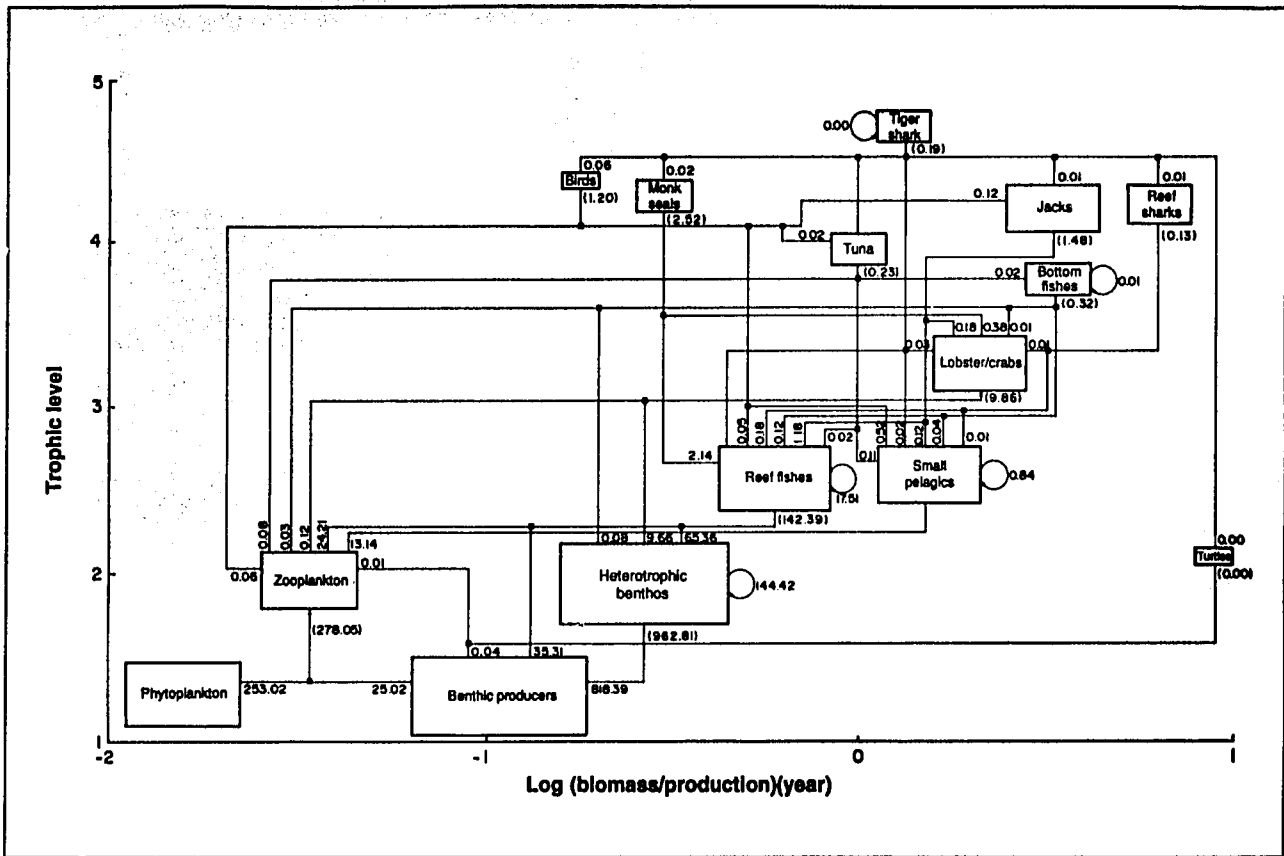 5
Tiger
shark
0.00
(0.19)
0.06
0.02
0.01
0.01
Birds
(1.20)
Monk
seals
(2.52)
0.12
Jacks
(1.48)
Reef
sharks
(0.13)
4
0.02
Tuna
(0.23)
0.02
Bottom
fishes
0.01
(0.32)
0.18
0.38
0.01
0.03
0.01
Lobster/crabs
(9.86)
Trophic level
3
0.05
0.18
0.12
1.18
0.02
0.52
0.02
0.12
0.04
0.01
2.14
0.11
Reef fishes
17.51
(142.39)
Small
pelagics
0.84
0.08
0.03
0.12
24.21
13.14
0.08
9.66
65.36
0.00
Turtles
(0.00)
2
0.06
0.01
Zooplankton
(278.05)
Heterotrophic
benthos
144.42
(962.81)
0.04
35.31
Phytoplankton
253.02
25.02
Benthic producers
818.39
1
-2
-1
0
1
Log (biomass/production)(year)